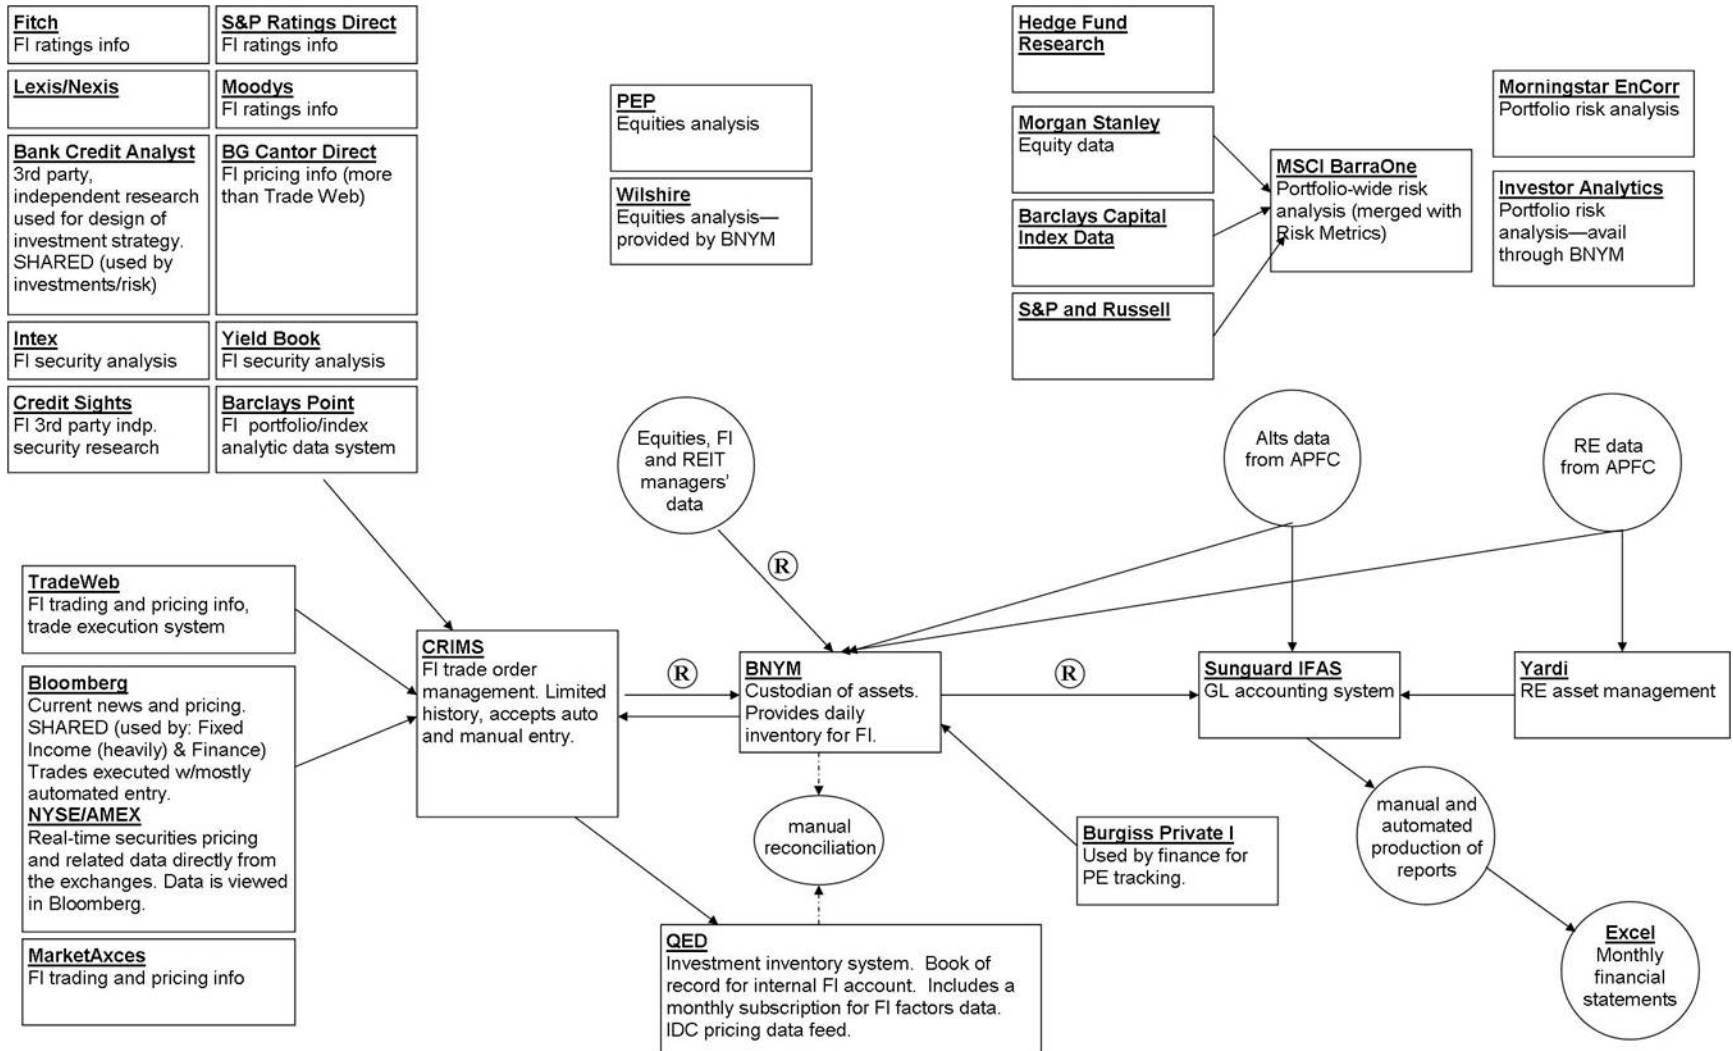 Fitch
FI ratings info
S&P Ratings Direct
FI ratings info
Lexis/Nexis
Moodys
FI ratings info
Bank Credit Analyst
3rd party,
independent research
used for design of
investment strategy.
SHARED (used by
investments/risk)
BG Cantor Direct
FI pricing info (more
than Trade Web)
Intex
FI security analysis
Yield Book
FI security analysis
Credit Sights
FI 3rd party indp.
security research
Barclays Point
FI portfolio/index
analytic data system
PEP
Equities analysis
Wilshire
Equities analysis—
provided by BNYM
Hedge Fund
Research
Morgan Stanley
Equity data
Barclays Capital
Index Data
S&P and Russell
MSCI BarraOne
Portfolio-wide risk
analysis (merged with
Risk Metrics)
Morningstar EnCorr
Portfolio risk analysis
Investor Analytics
Portfolio risk
analysis—avail
through BNYM
Equities, FI
and REIT
managers'
data
Alts data
from APFC
RE data
from APFC
R
TradeWeb
FI trading and pricing info,
trade execution system
Bloomberg
Current news and pricing.
SHARED (used by: Fixed
Income (heavily) & Finance)
Trades executed w/mostly
automated entry.
NYSE/AMEX
Real-time securities pricing
and related data directly from
the exchanges. Data is viewed
in Bloomberg.
MarketAxces
FI trading and pricing info
CRIMS
FI trade order
management. Limited
history, accepts auto
and manual entry.
R
BNYM
Custodian of assets.
Provides daily
inventory for FI.
R
Sunguard IFAS
GL accounting system
Yardi
RE asset management
manual
reconciliation
Burgiss Private I
Used by finance for
PE tracking.
manual and
automated
production of
reports
QED
Investment inventory system. Book of
record for internal FI account. Includes a
monthly subscription for FI factors data.
IDC pricing data feed.
Excel
Monthly
financial
statements